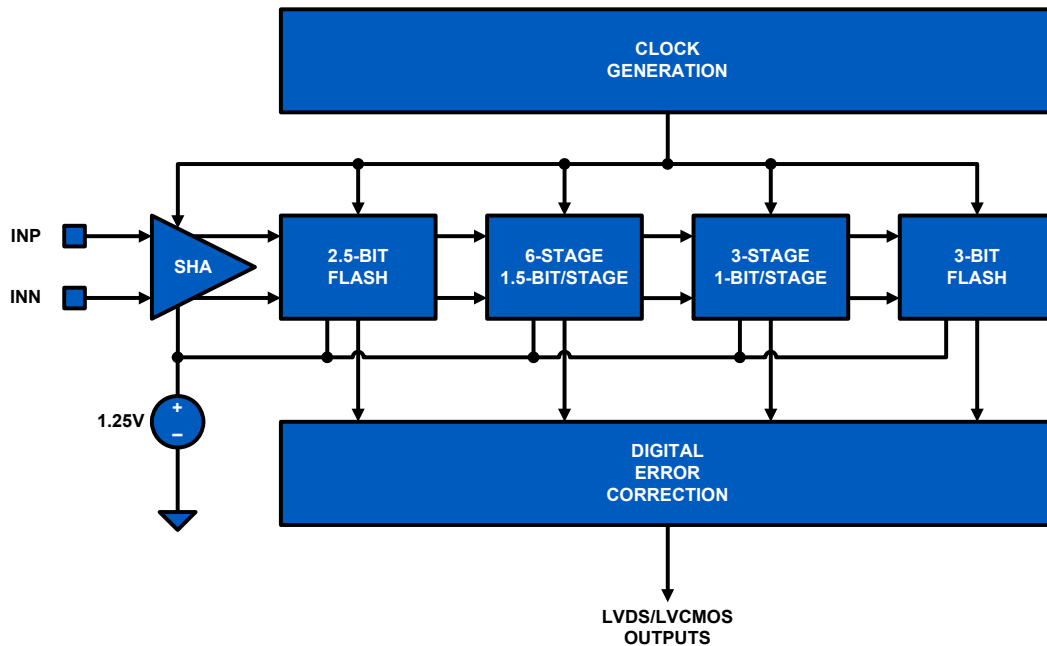 CLOCK
GENERATION
INP
INN
SHA
2.5-BIT
FLASH
6-STAGE
1.5-BIT/STAGE
3-STAGE
1-BIT/STAGE
3-BIT
FLASH
1.25V
+
−
DIGITAL
ERROR
CORRECTION
LVDS/LVCMOS
OUTPUTS